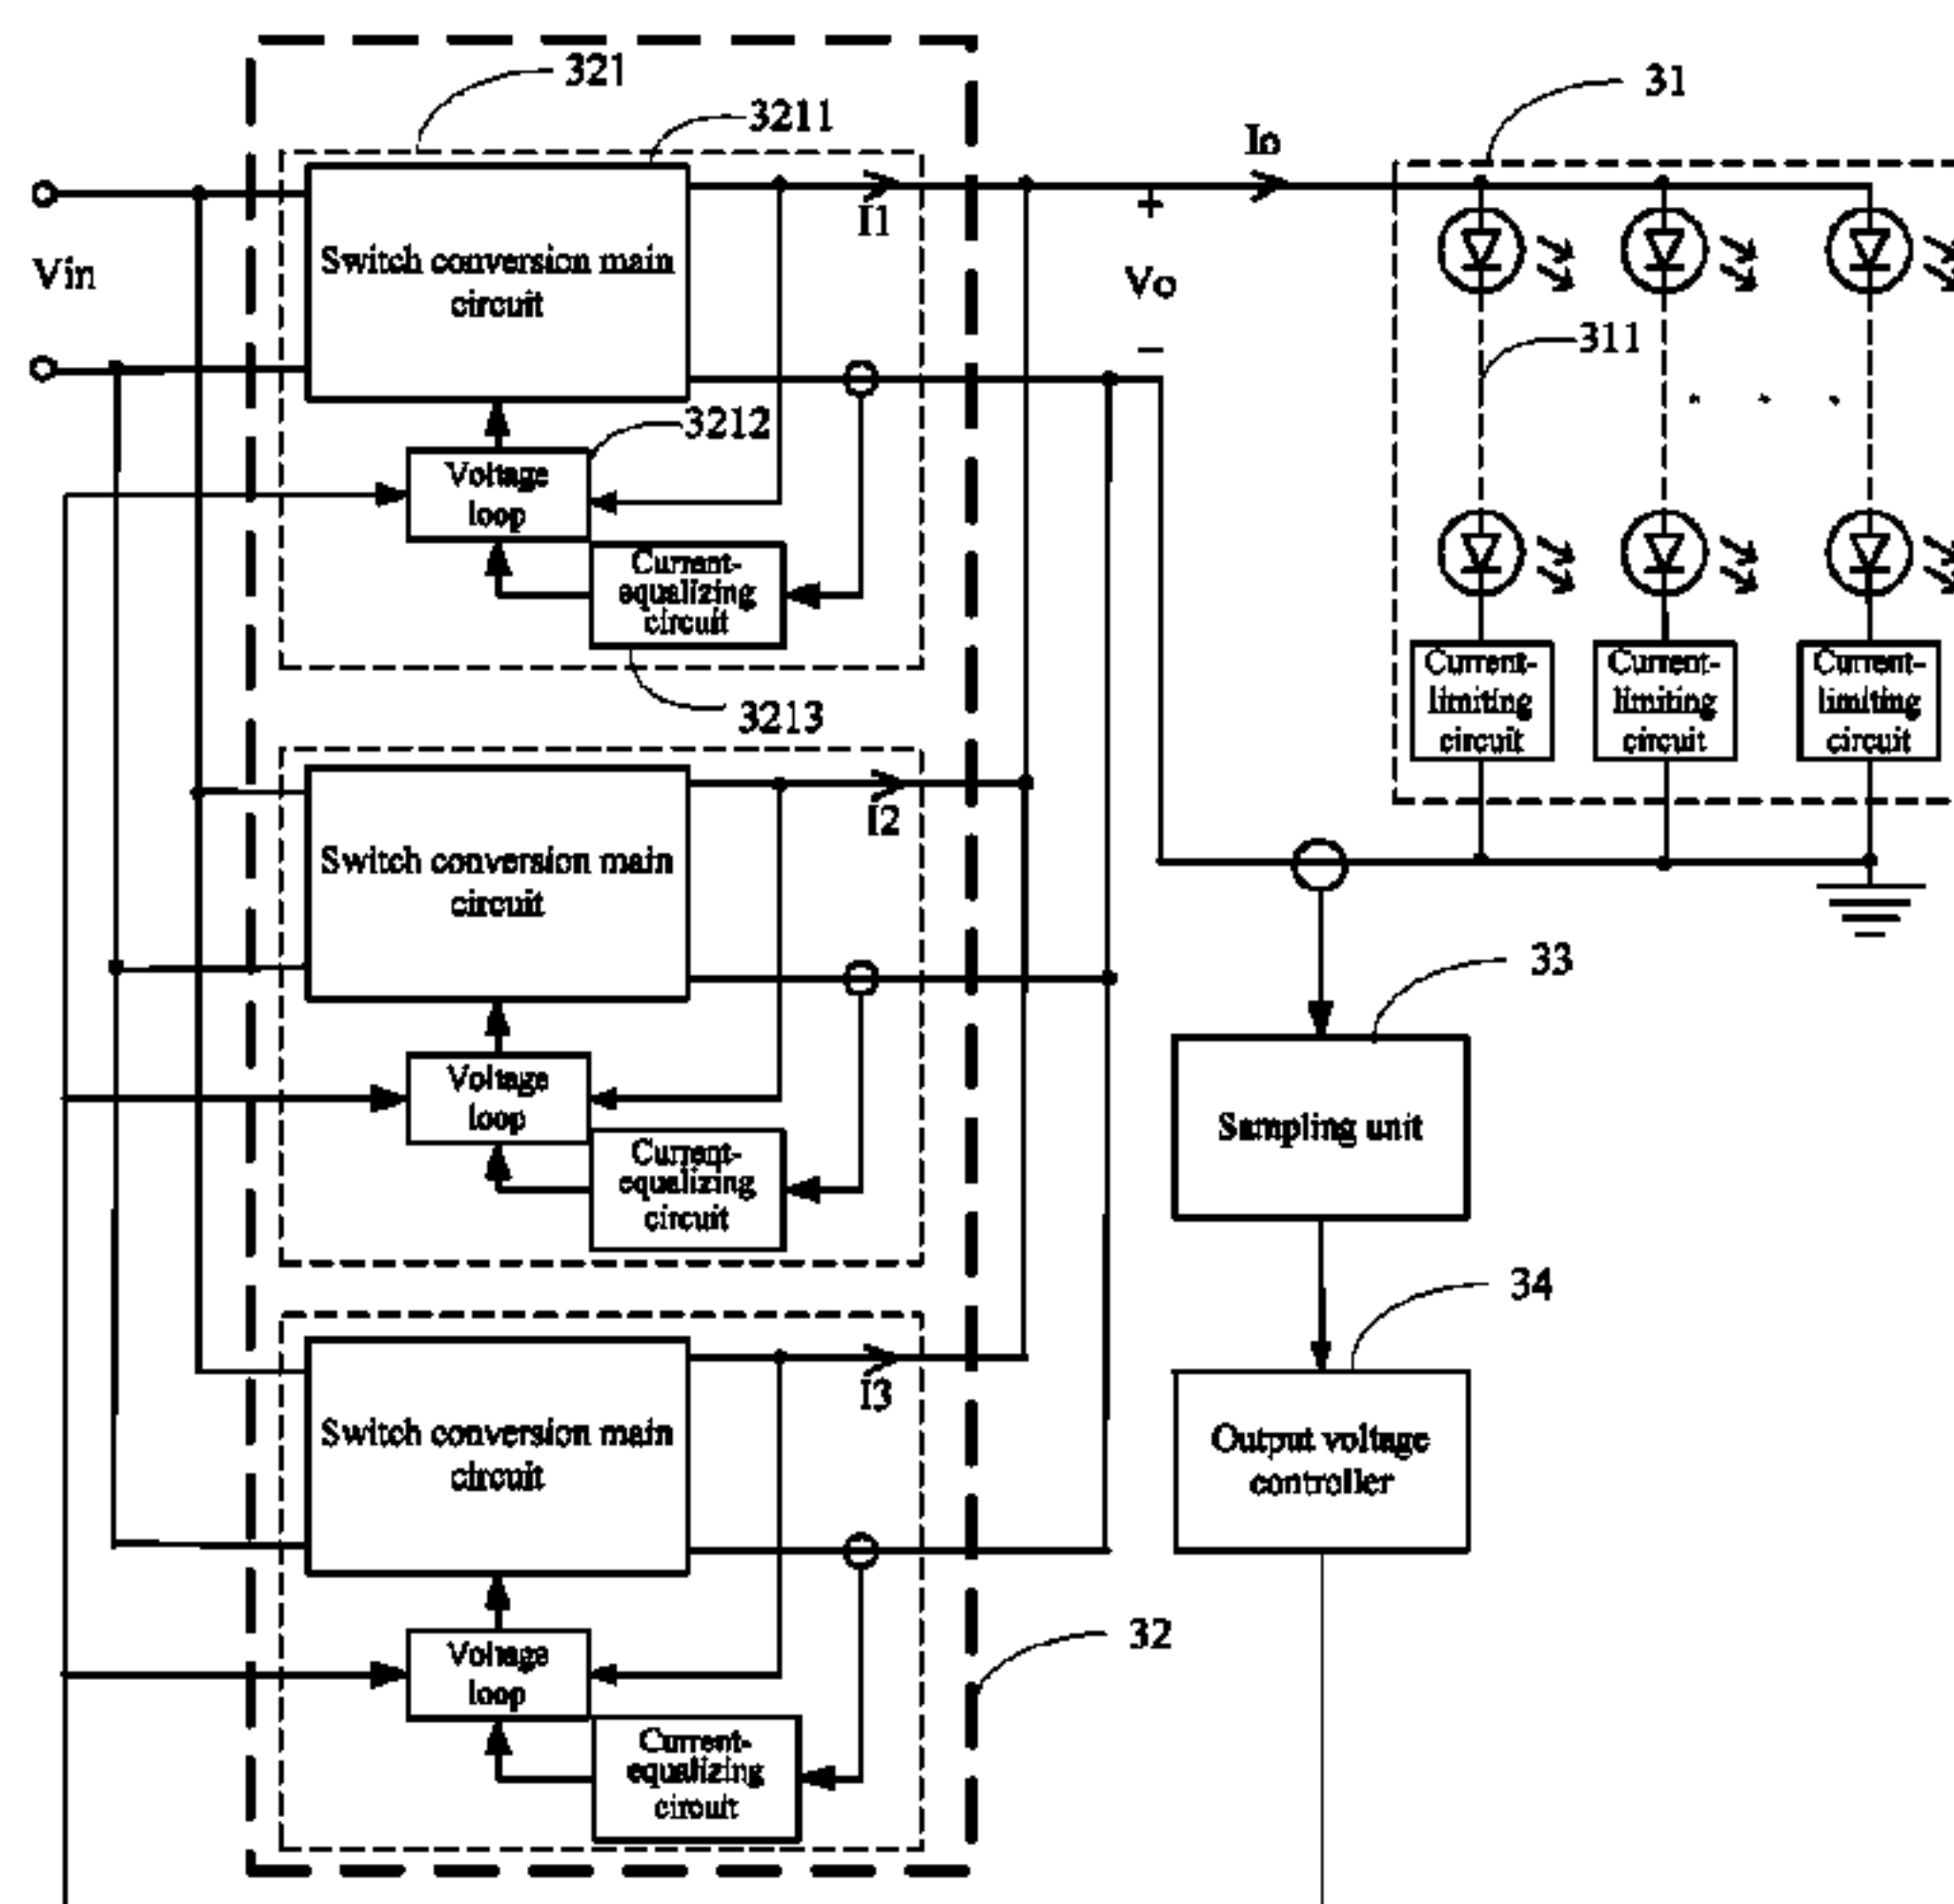 321
3211
31
Io
I1
Vin
Switch conversion main
circuit
+
Vo
−
311
3212
Voltage
loop
Current-
equalizing
circuit
3213
Current-
limiting
circuit
Current-
limiting
circuit
Current-
limiting
circuit
I2
Switch conversion main
circuit
33
Voltage
loop
Current-
equalizing
circuit
Sampling unit
34
I3
Switch conversion main
circuit
Output voltage
controller
32
Voltage
loop
Current-
equalizing
circuit